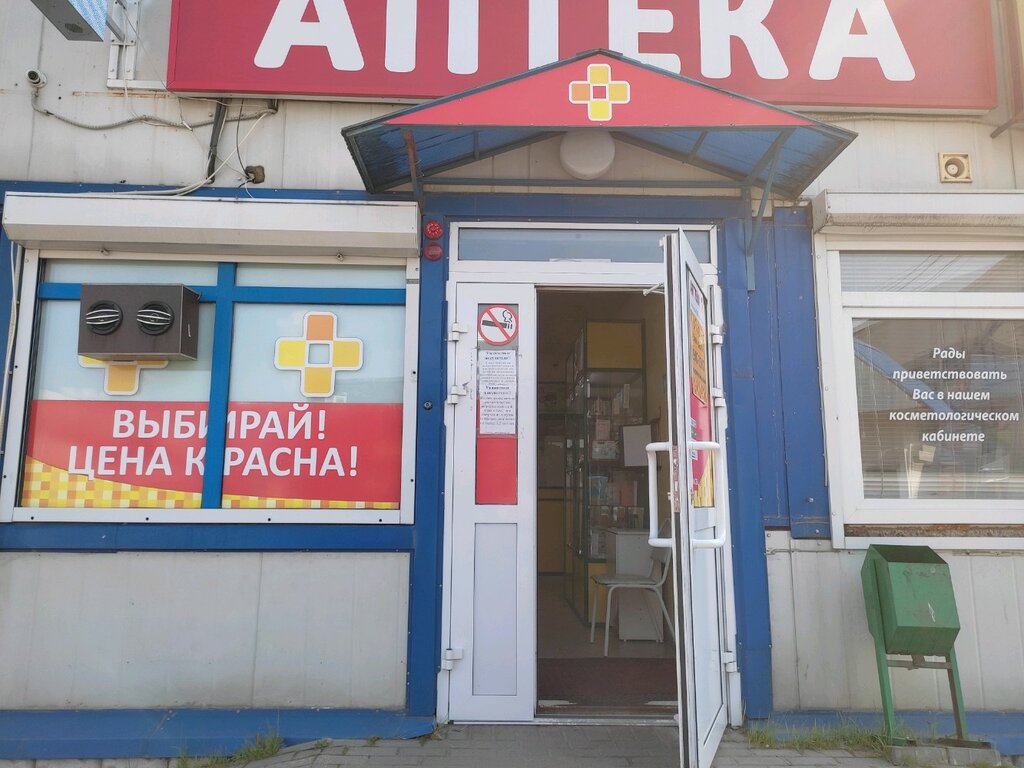 АПТЕКА
ВЫБИРАЙ!
ЦЕНА КРАСНА!
Рады
приветствовать
Вас в нашем
косметологическом
кабинете